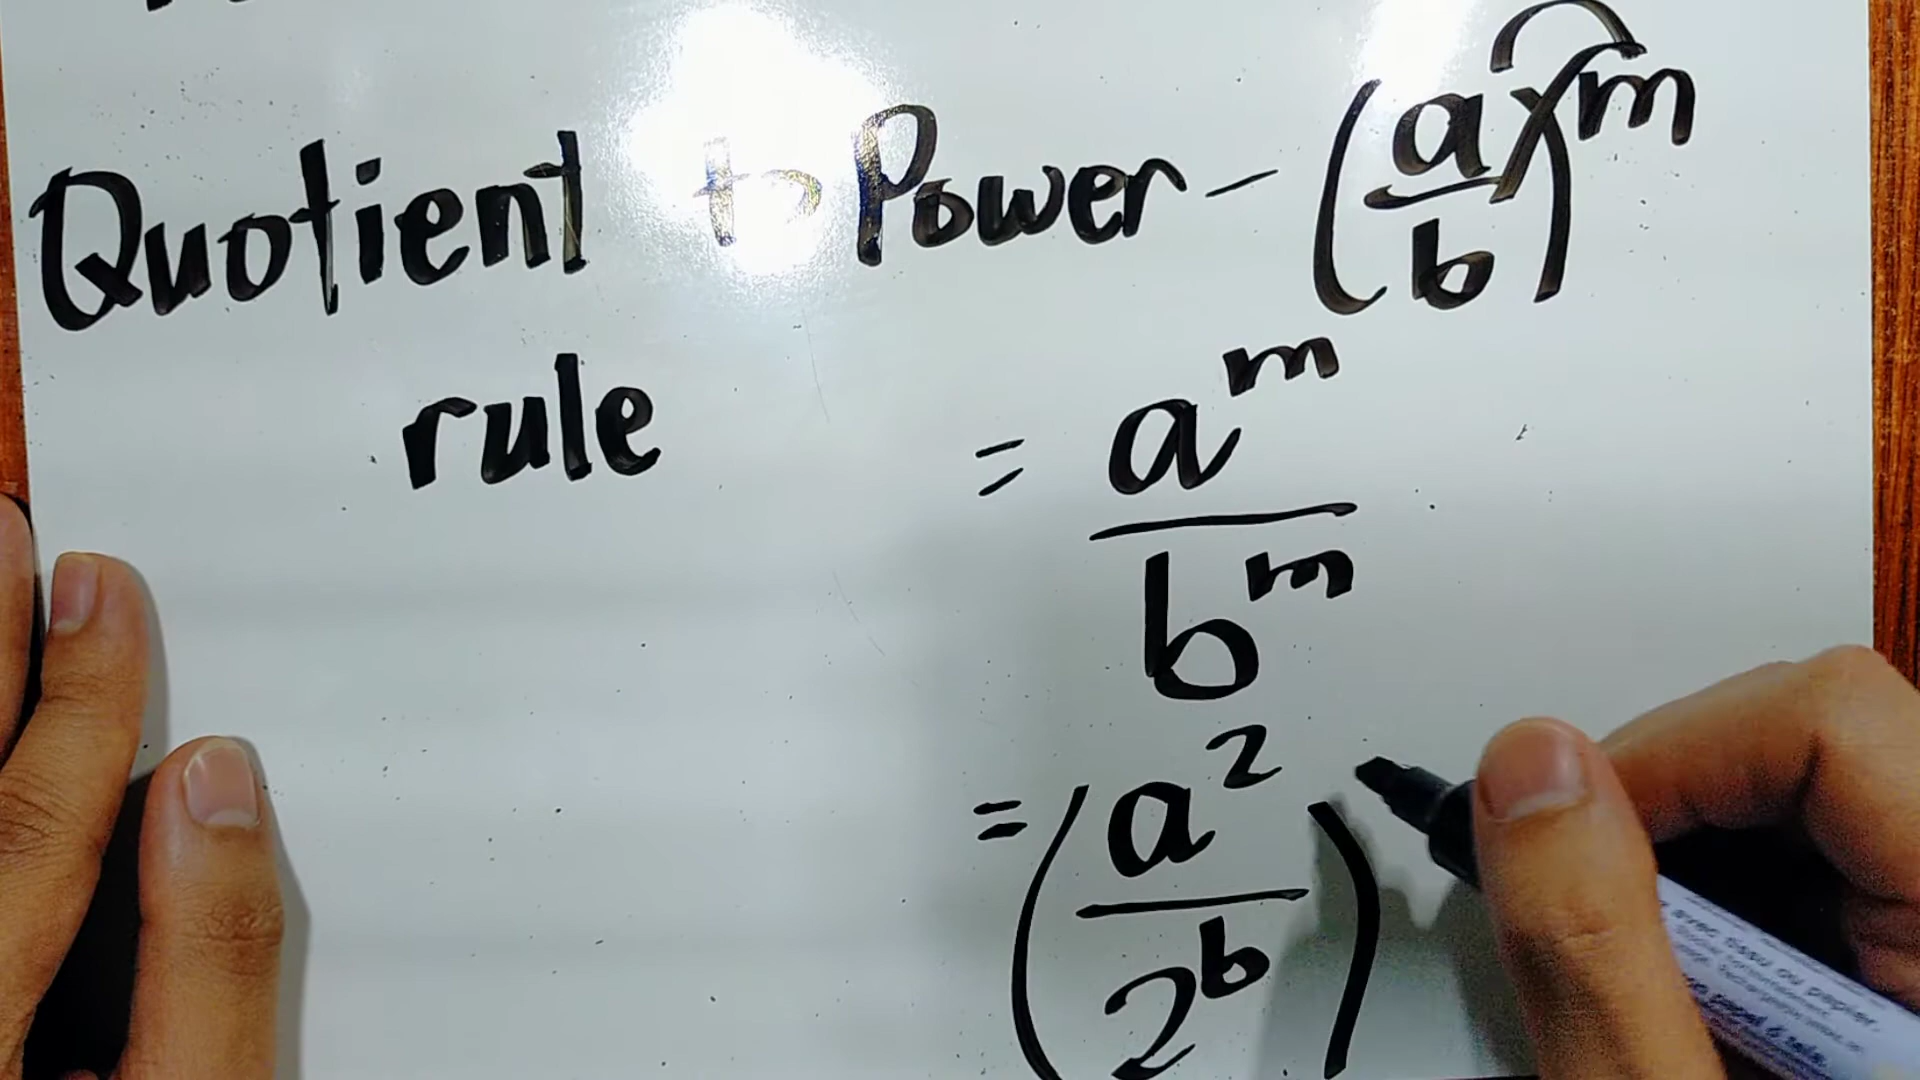 Quotient to Power - (a/b)^m
rule
= a^m/b^m
= (a^2/2^b)